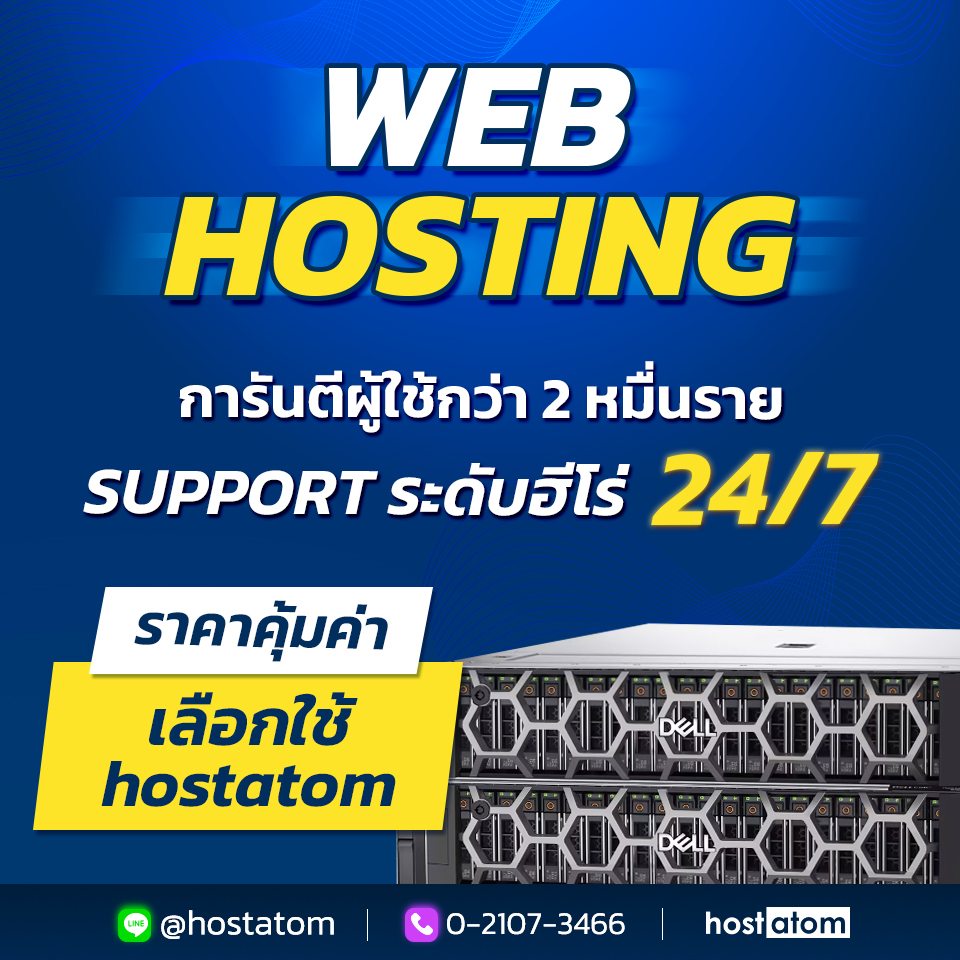 WEB
HOSTING
การันตีผู้ใช้กว่า 2 หมื่นราย
SUPPORT ระดับฮีโร่ 24/7
ราคาคุ้มค่า
เลือกใช้
hostatom
DELL
DELL
LINE @hostatom 0-2107-3466 hostatom